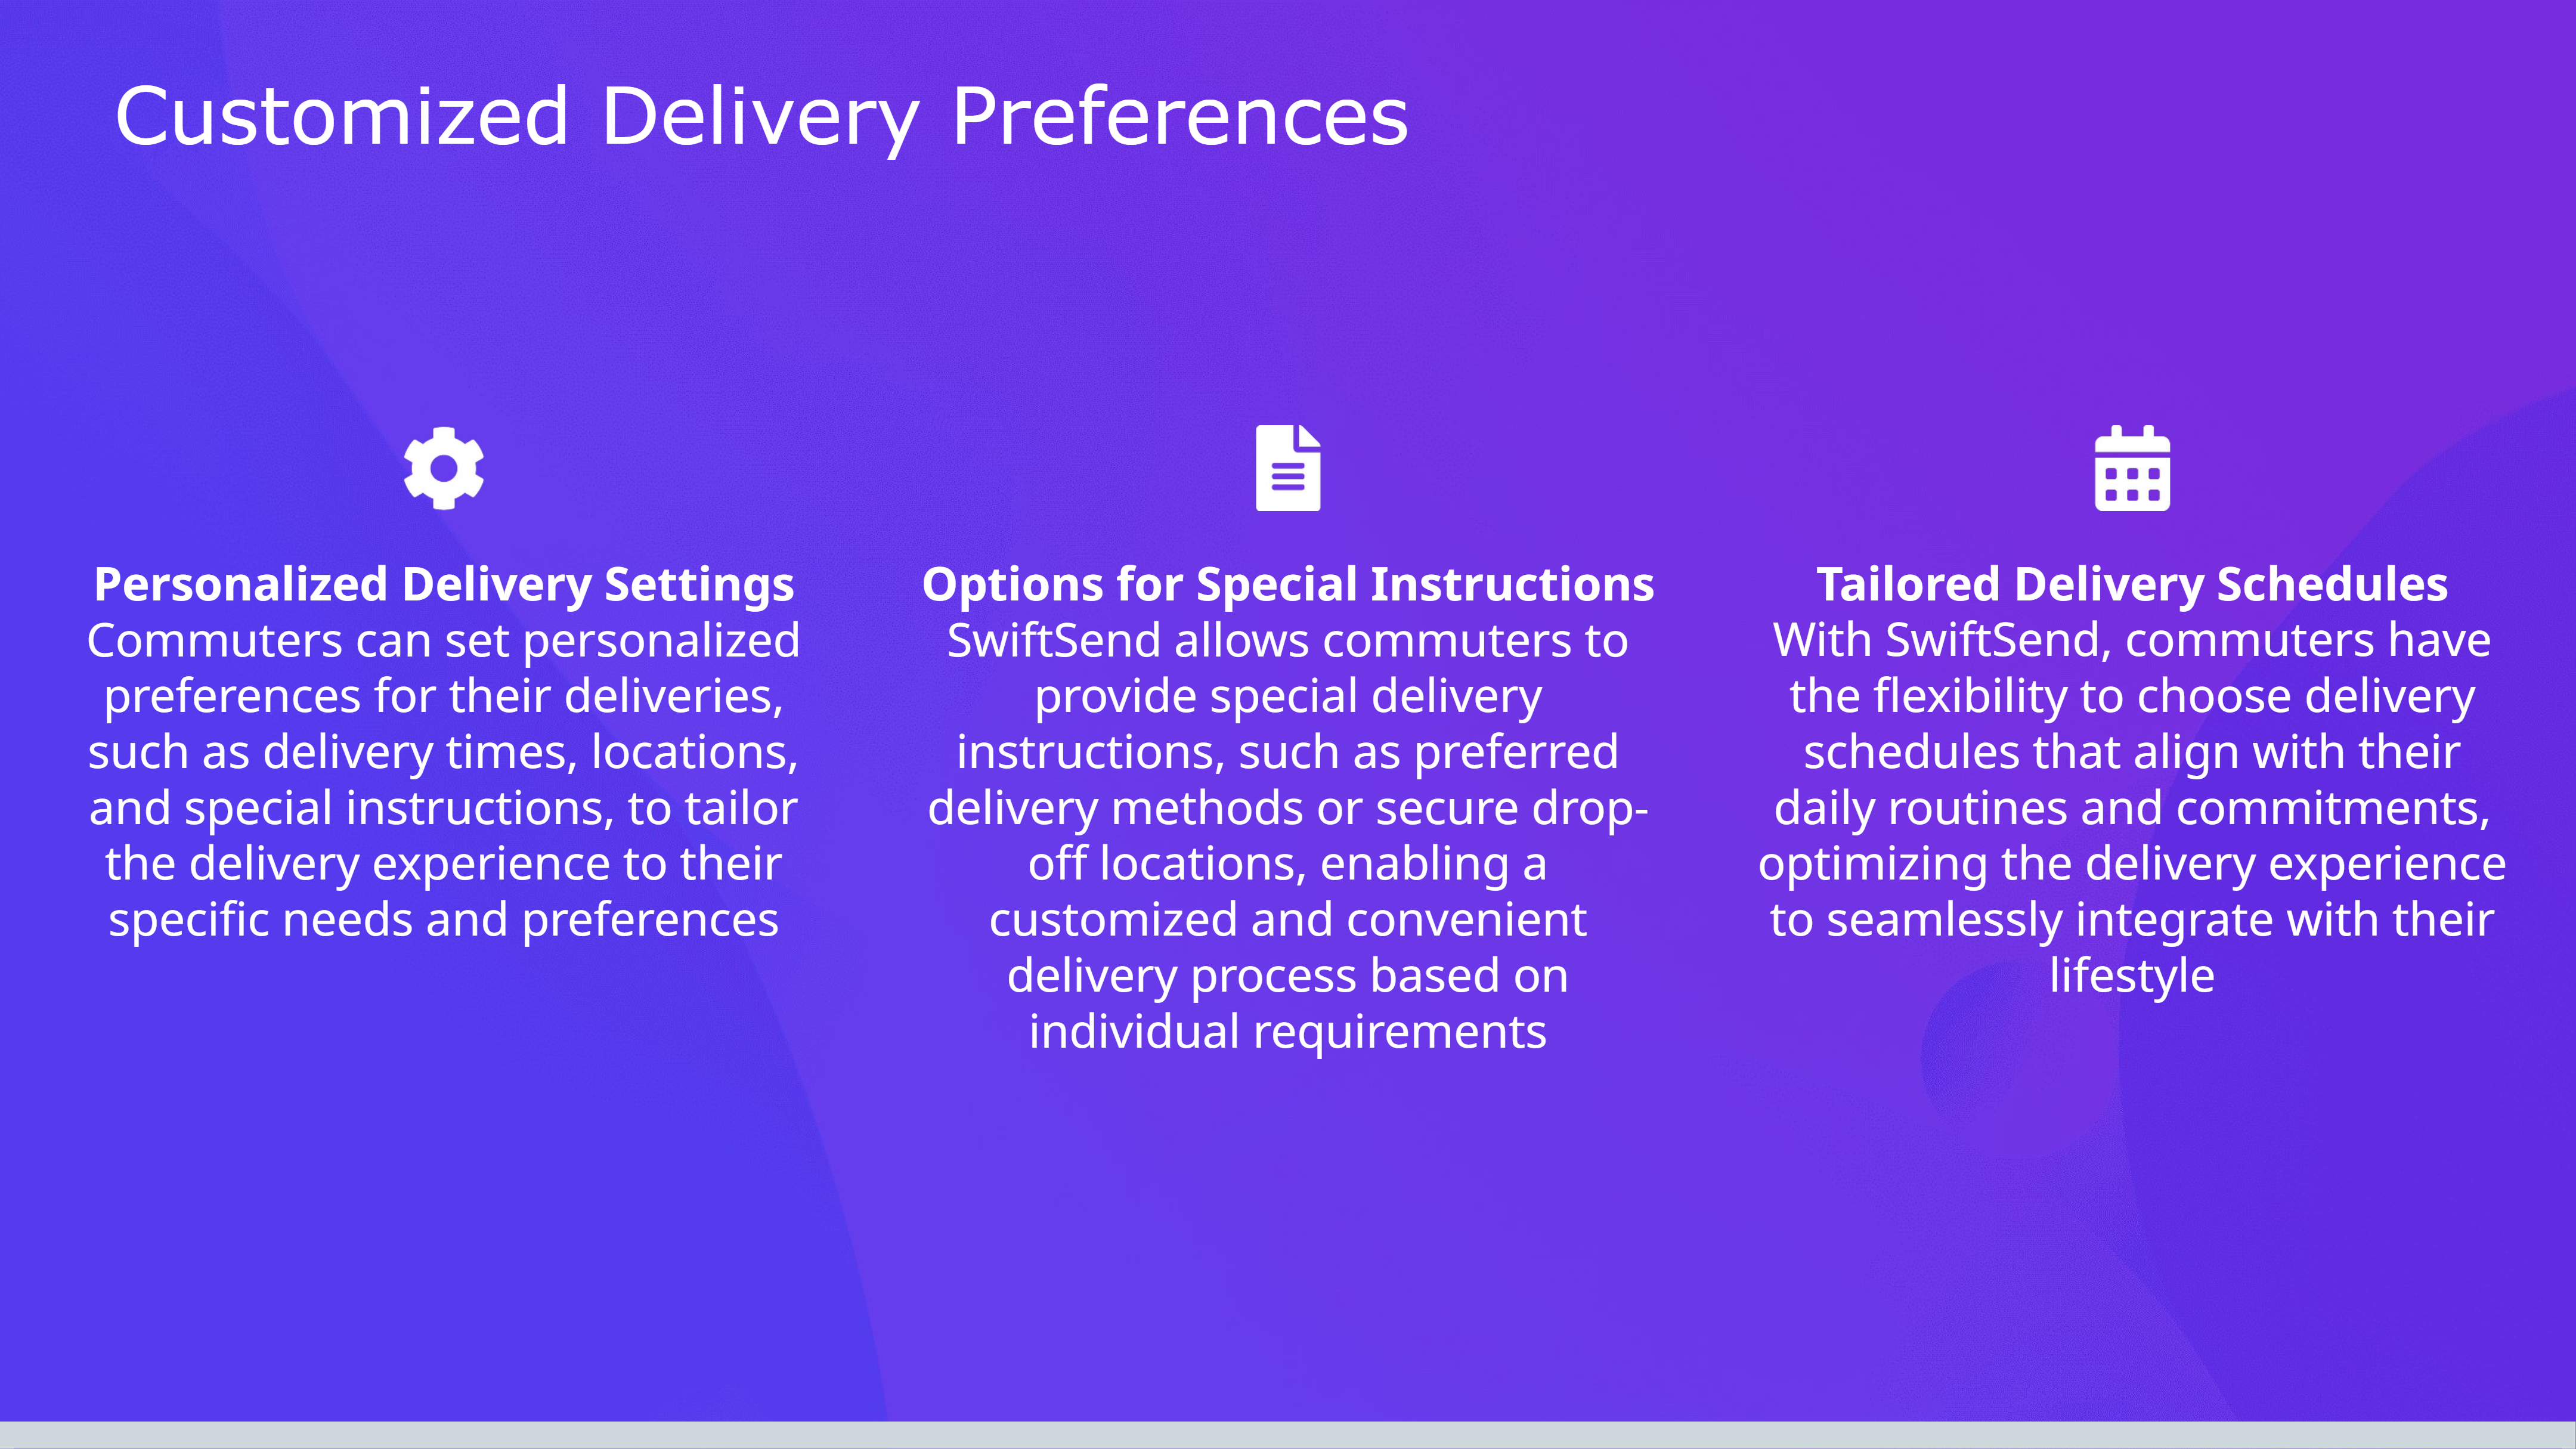 Customized Delivery Preferences
Personalized Delivery Settings
Commuters can set personalized
preferences for their deliveries,
such as delivery times, locations,
and special instructions, to tailor
the delivery experience to their
specific needs and preferences
Options for Special Instructions
SwiftSend allows commuters to
provide special delivery
instructions, such as preferred
delivery methods or secure drop-
off locations, enabling a
customized and convenient
delivery process based on
individual requirements
Tailored Delivery Schedules
With SwiftSend, commuters have
the flexibility to choose delivery
schedules that align with their
daily routines and commitments,
optimizing the delivery experience
to seamlessly integrate with their
lifestyle